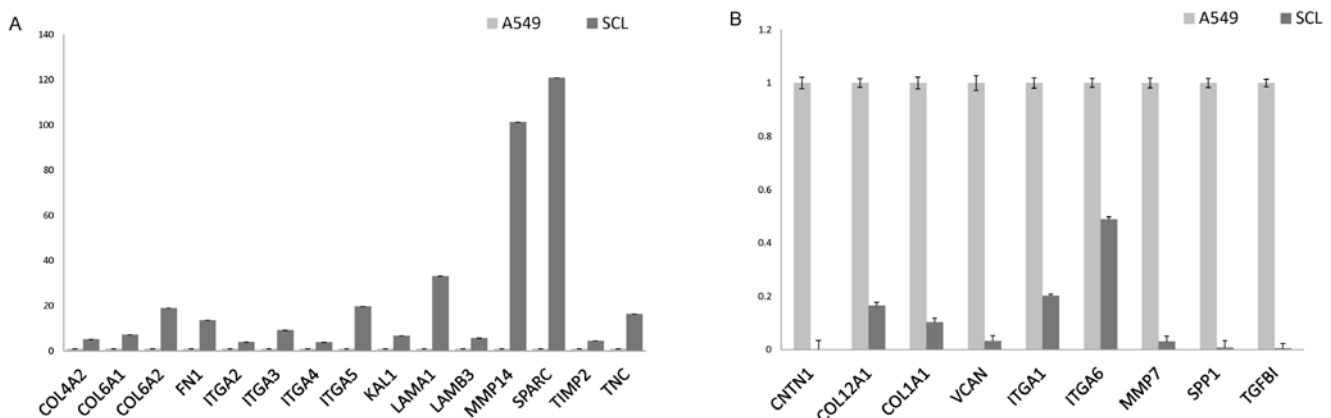 A
A549 SCL
140
120
100
80
60
40
20
0
COL4A2 COL6A1 COL6A2 FN1 ITGA2 ITGA3 ITGA4 ITGA5 KAL1 LAMA1 LAMB3 MMP14 SPARC TIMP2 TNC
B
A549 SCL
1.2
1
0.8
0.6
0.4
0.2
0
CNTN1 COL12A1 COL1A1 VCAN ITGA1 ITGA6 MMP7 SPP1 TGFBI